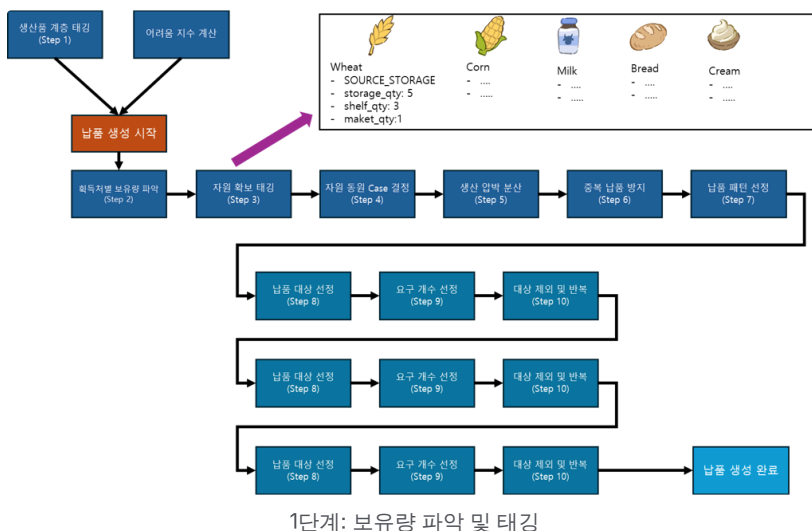 생산품 계층 태깅
(Step 1)
어려움 지수 계산
Wheat
- SOURCE_STORAGE
- storage_qty: 5
- shelf_qty: 3
- maket_qty:1
Corn
- ....
- .....
Milk
- ....
- .....
Bread
- ....
- .....
Cream
- ....
- .....
납품 생성 시작
획득처별 보유량 파악
(Step 2)
자원 확보 태깅
(Step 3)
자원 동원 Case 결정
(Step 4)
생산 압박 분산
(Step 5)
중복 납품 방지
(Step 6)
납품 패턴 선정
(Step 7)
납품 대상 선정
(Step 8)
요구 개수 선정
(Step 9)
대상 제외 및 반복
(Step 10)
납품 대상 선정
(Step 8)
요구 개수 선정
(Step 9)
대상 제외 및 반복
(Step 10)
납품 대상 선정
(Step 8)
요구 개수 선정
(Step 9)
대상 제외 및 반복
(Step 10)
납품 생성 완료
1단계: 보유량 파악 및 태깅